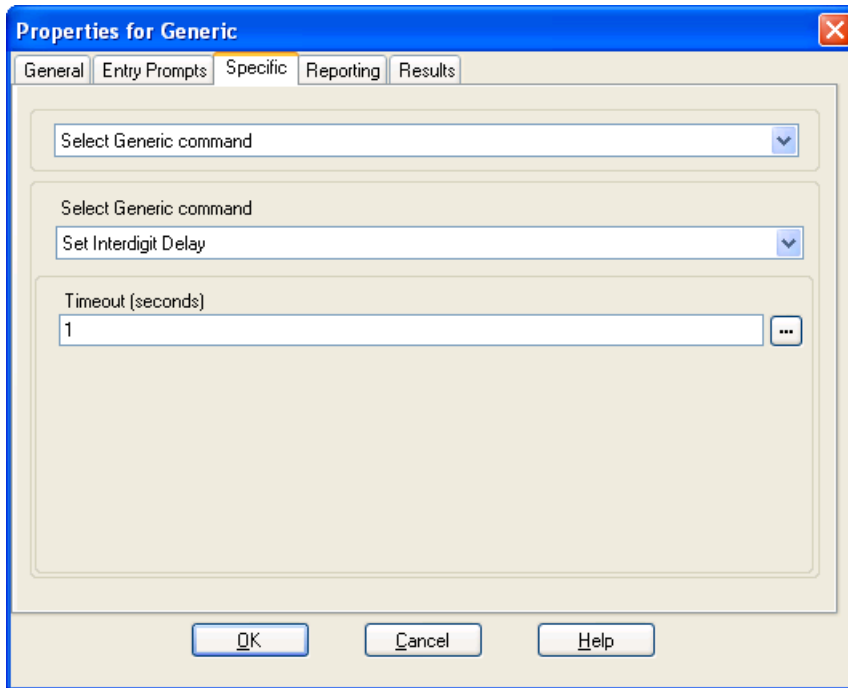 Properties for Generic
General Entry Prompts Specific Reporting Results
Select Generic command
Select Generic command
Set Interdigit Delay
Timeout (seconds)
1 ...
OK Cancel Help